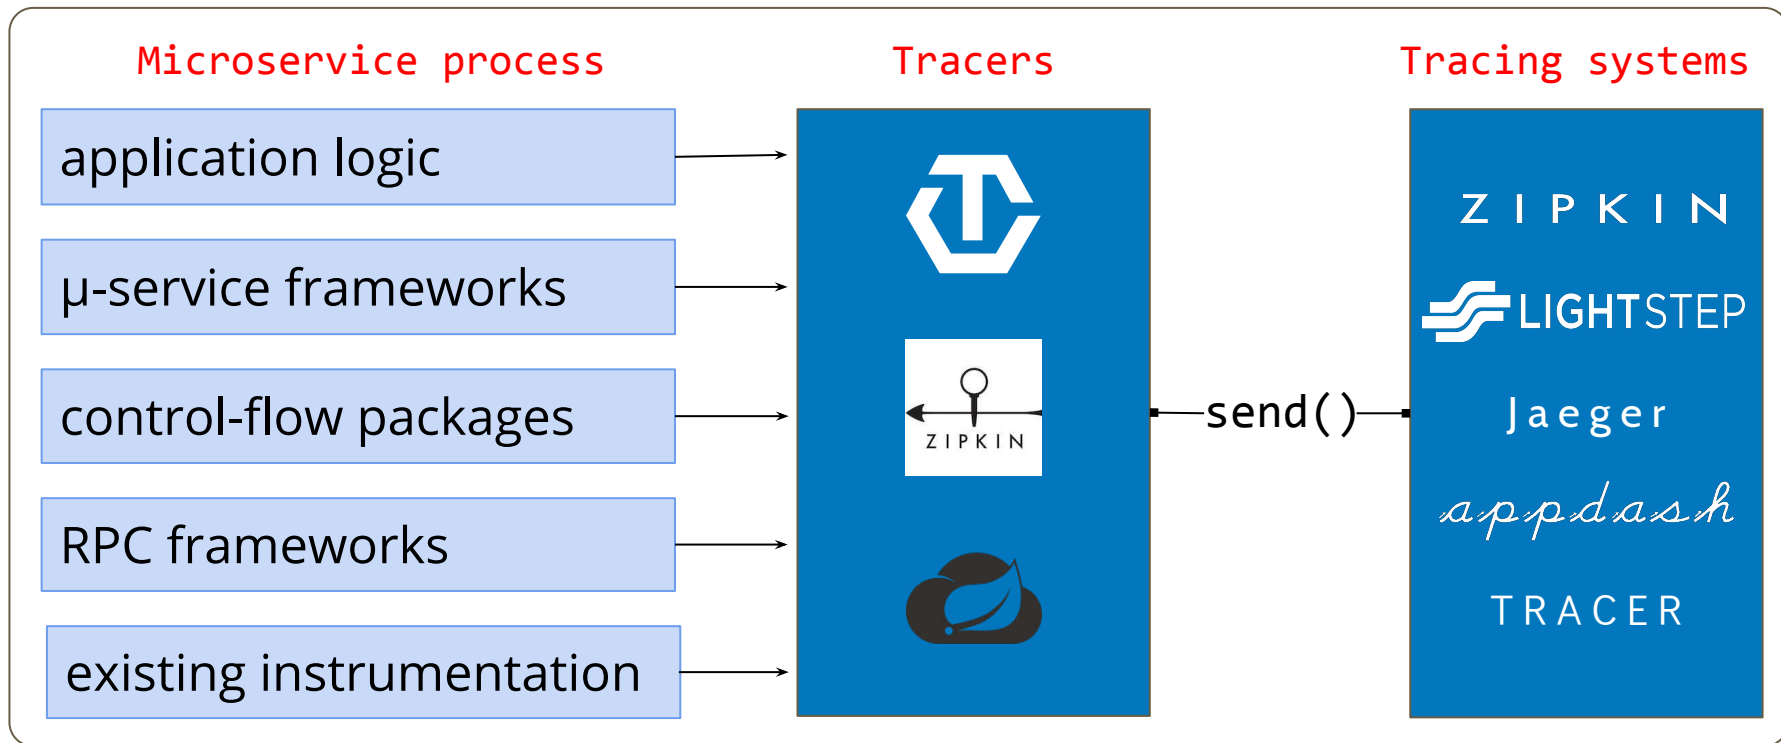 Microservice process
Tracers
Tracing systems
application logic
µ-service frameworks
control-flow packages
RPC frameworks
existing instrumentation
T
ZIPKIN
send()
ZIPKIN
LIGHTSTEP
Jaeger
appdash
TRACER